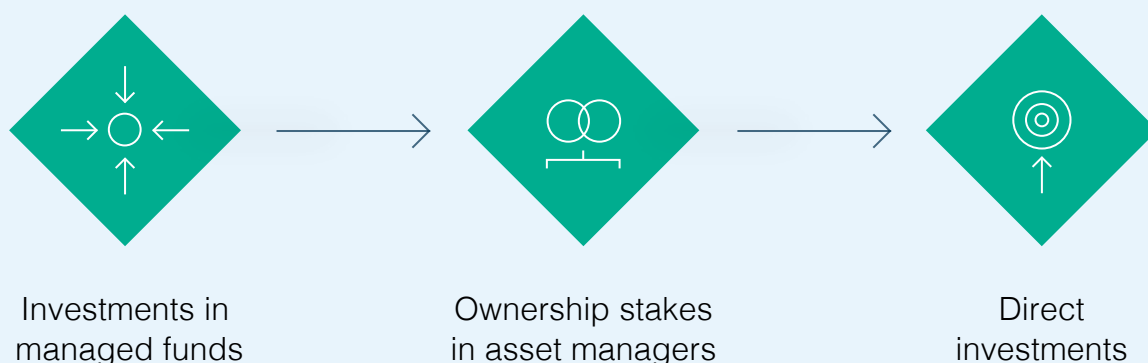 Investments in
managed funds
Ownership stakes
in asset managers
Direct
investments